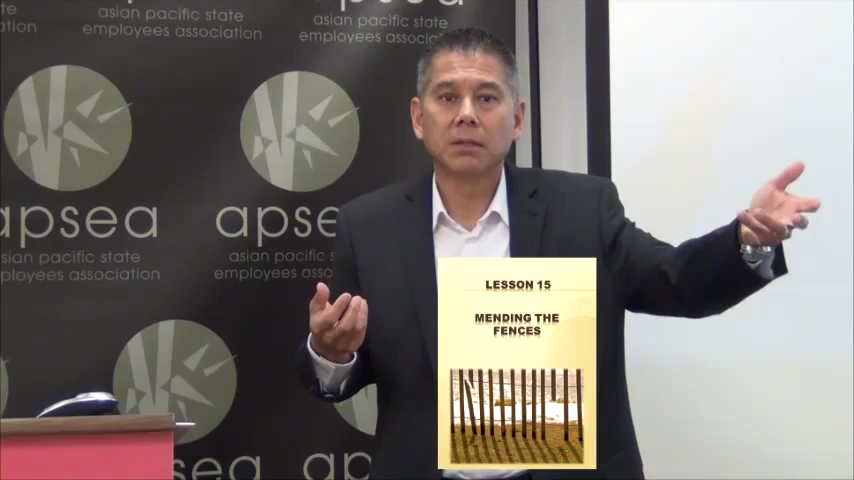 apsea
asian pacific state
employees association
asian pacific state
employees association
apsea
asian pacific state
employees association
apsea
asian pacific state
employees
apsea
LESSON 15
MENDING THE
FENCES